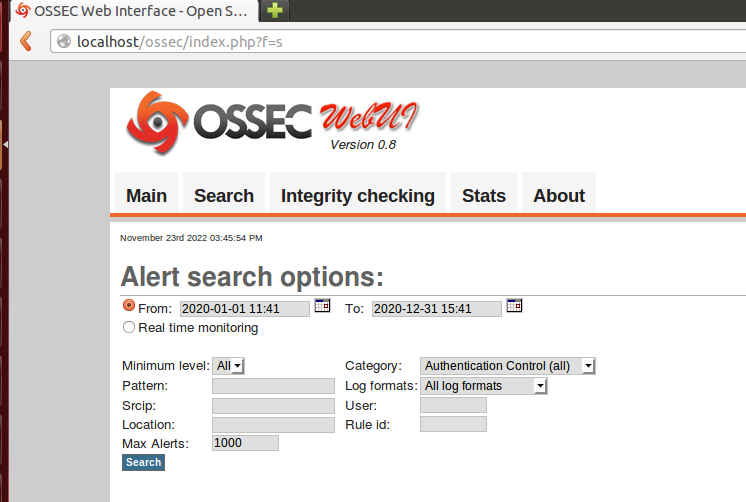 OSSEC Web Interface - Open S...
localhost/ossec/index.php?f=s
OSSEC WebUI
Version 0.8
Main Search Integrity checking Stats About
November 23rd 2022 03:45:54 PM
Alert search options:
From: 2020-01-01 11:41 To: 2020-12-31 15:41
Real time monitoring
Minimum level: All Category: Authentication Control (all)
Pattern: Log formats: All log formats
Srcip: User:
Location: Rule id:
Max Alerts: 1000
Search